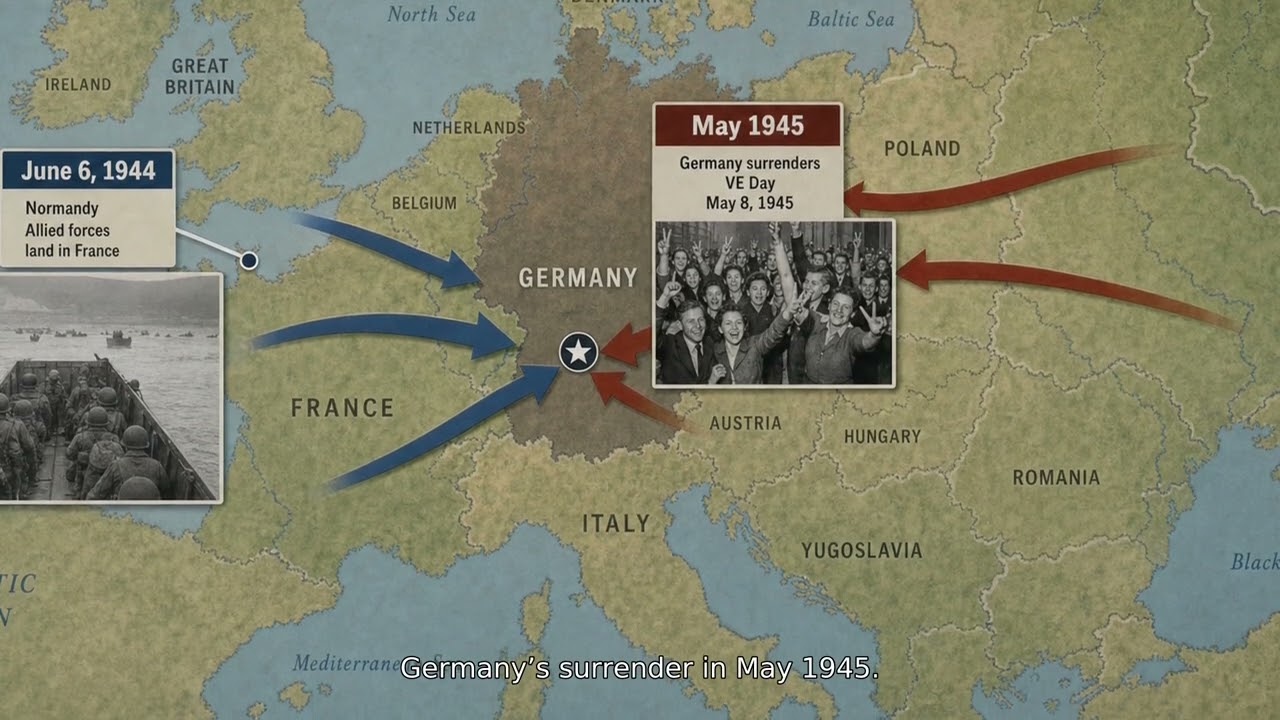 North Sea
DENMARK
Baltic Sea
IRELAND
GREAT
BRITAIN
NETHERLANDS
May 1945
Germany surrenders
VE Day
May 8, 1945
POLAND
June 6, 1944
Normandy
Allied forces
land in France
BELGIUM
GERMANY
FRANCE
AUSTRIA
HUNGARY
ROMANIA
ITALY
YUGOSLAVIA
Black
TIC
N
Mediterrane
Germany’s surrender in May 1945.